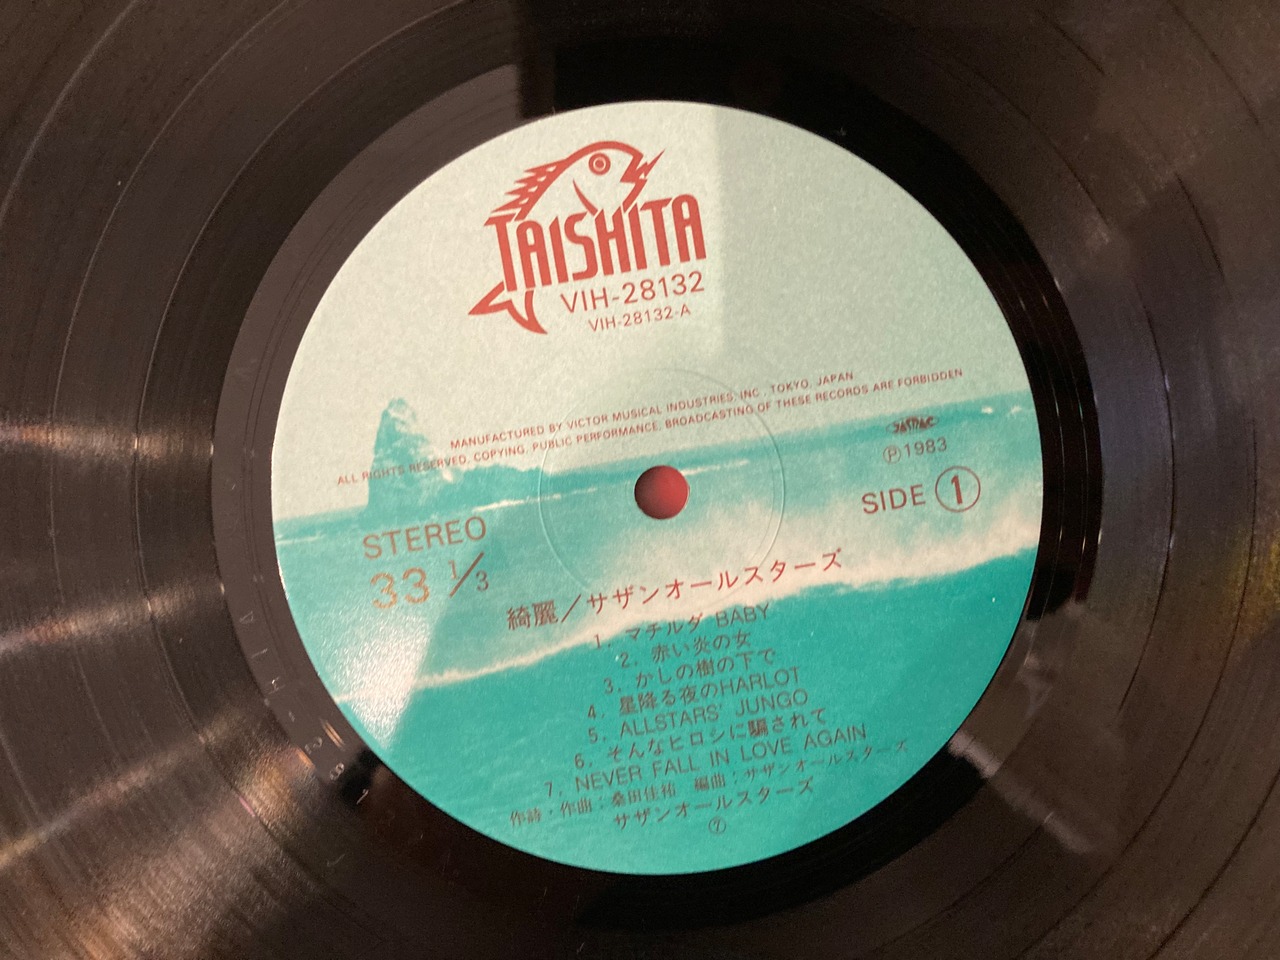 TAISHITA
VIH-28132
VIH-28132-A
MANUFACTURED BY VICTOR MUSICAL INDUSTRIES, INC., TOKYO, JAPAN
ALL RIGHTS RESERVED. COPYING, PUBLIC PERFORMANCE, BROADCASTING OF THESE RECORDS ARE FORBIDDEN
JASRAC
Ⓟ1983
SIDE ①
STEREO
33 1/3
綺麗／サザンオールスターズ
1. マチルダ BABY
2. 赤い炎の女
3. かしの樹の下で
4. 星降る夜のHARLOT
5. ALLSTARS' JUNGO
6. そんなヒロシに騙されて
7. NEVER FALL IN LOVE AGAIN
作詩・作曲：桑田佳祐 編曲：サザンオールスターズ
サザンオールスターズ
⑦